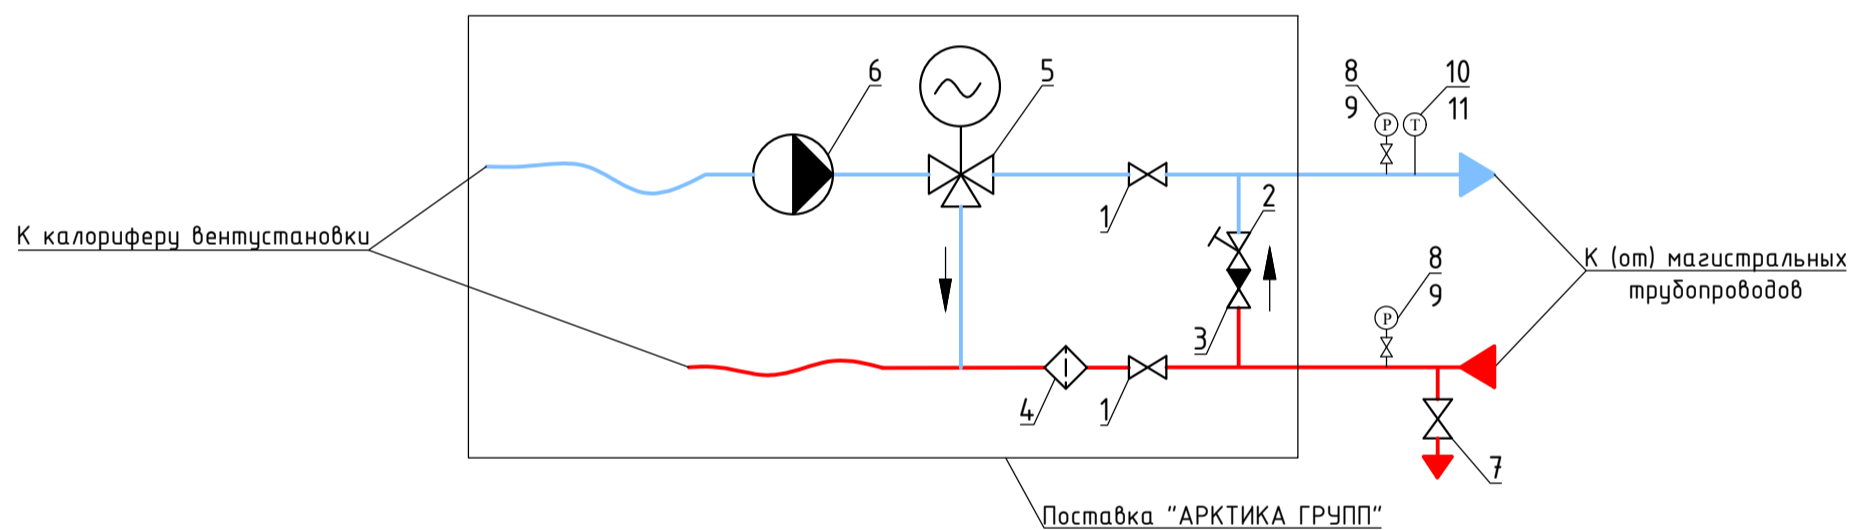 6
5
8
9
10
11
P
T
К калориферу вентустановки
1
2
К (от) магистральных
трубопроводов
8
9
P
3
4
1
7
Поставка "АРКТИКА ГРУПП"